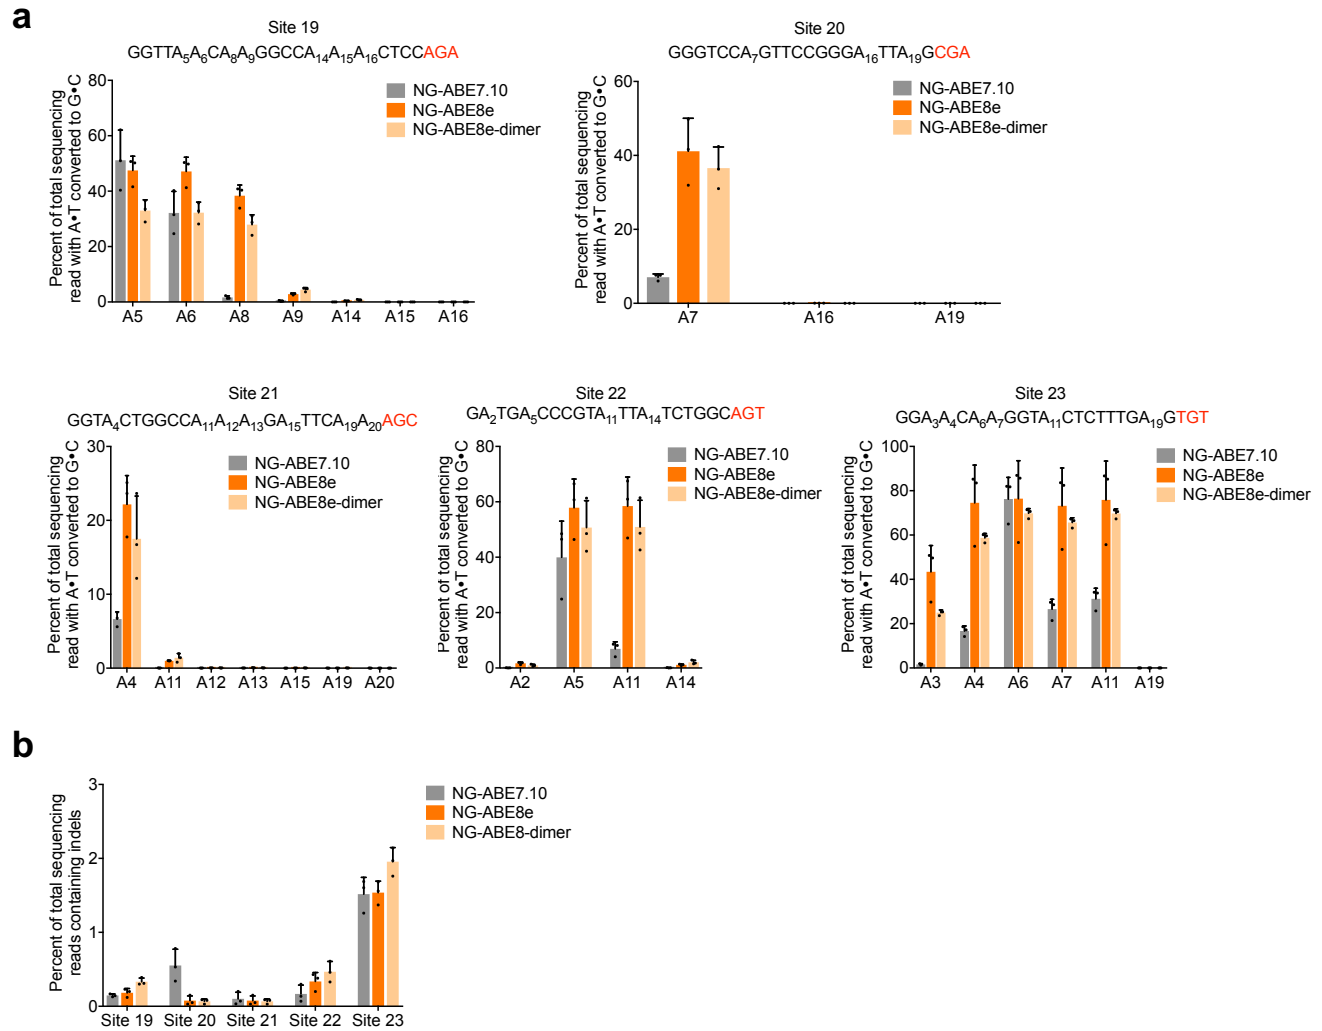 a
Site 19
GGTTA5A6CA8A9GGCCA14A15A16CTCCAGA
Percent of total sequencing
read with A•T converted to G•C
80
60
40
20
0
NG-ABE7.10
NG-ABE8e
NG-ABE8e-dimer
A5 A6 A8 A9 A14 A15 A16
Site 20
GGGTCCA7GTTCCGGGA16TTA19GCGA
Percent of total sequencing
read with A•T converted to G•C
60
40
20
0
NG-ABE7.10
NG-ABE8e
NG-ABE8e-dimer
A7 A16 A19
Site 21
GGTA4CTGGCCA11A12A13GA15TTCA19A20AGC
Percent of total sequencing
read with A•T converted to G•C
30
20
10
0
NG-ABE7.10
NG-ABE8e
NG-ABE8e-dimer
A4 A11 A12 A13 A15 A19 A20
Site 22
GA2TGA5CCCGTA11TTA14TCTGGCAGT
Percent of total sequencing
read with A•T converted to G•C
80
60
40
20
0
NG-ABE7.10
NG-ABE8e
NG-ABE8e-dimer
A2 A5 A11 A14
Site 23
GGA3A4CA6A7GGTA11CTCTTTGA19GTGT
Percent of total sequencing
read with A•T converted to G•C
100
80
60
40
20
0
NG-ABE7.10
NG-ABE8e
NG-ABE8e-dimer
A3 A4 A6 A7 A11 A19
b
Percent of total sequencing
reads containing indels
3
2
1
0
NG-ABE7.10
NG-ABE8e
NG-ABE8-dimer
Site 19 Site 20 Site 21 Site 22 Site 23